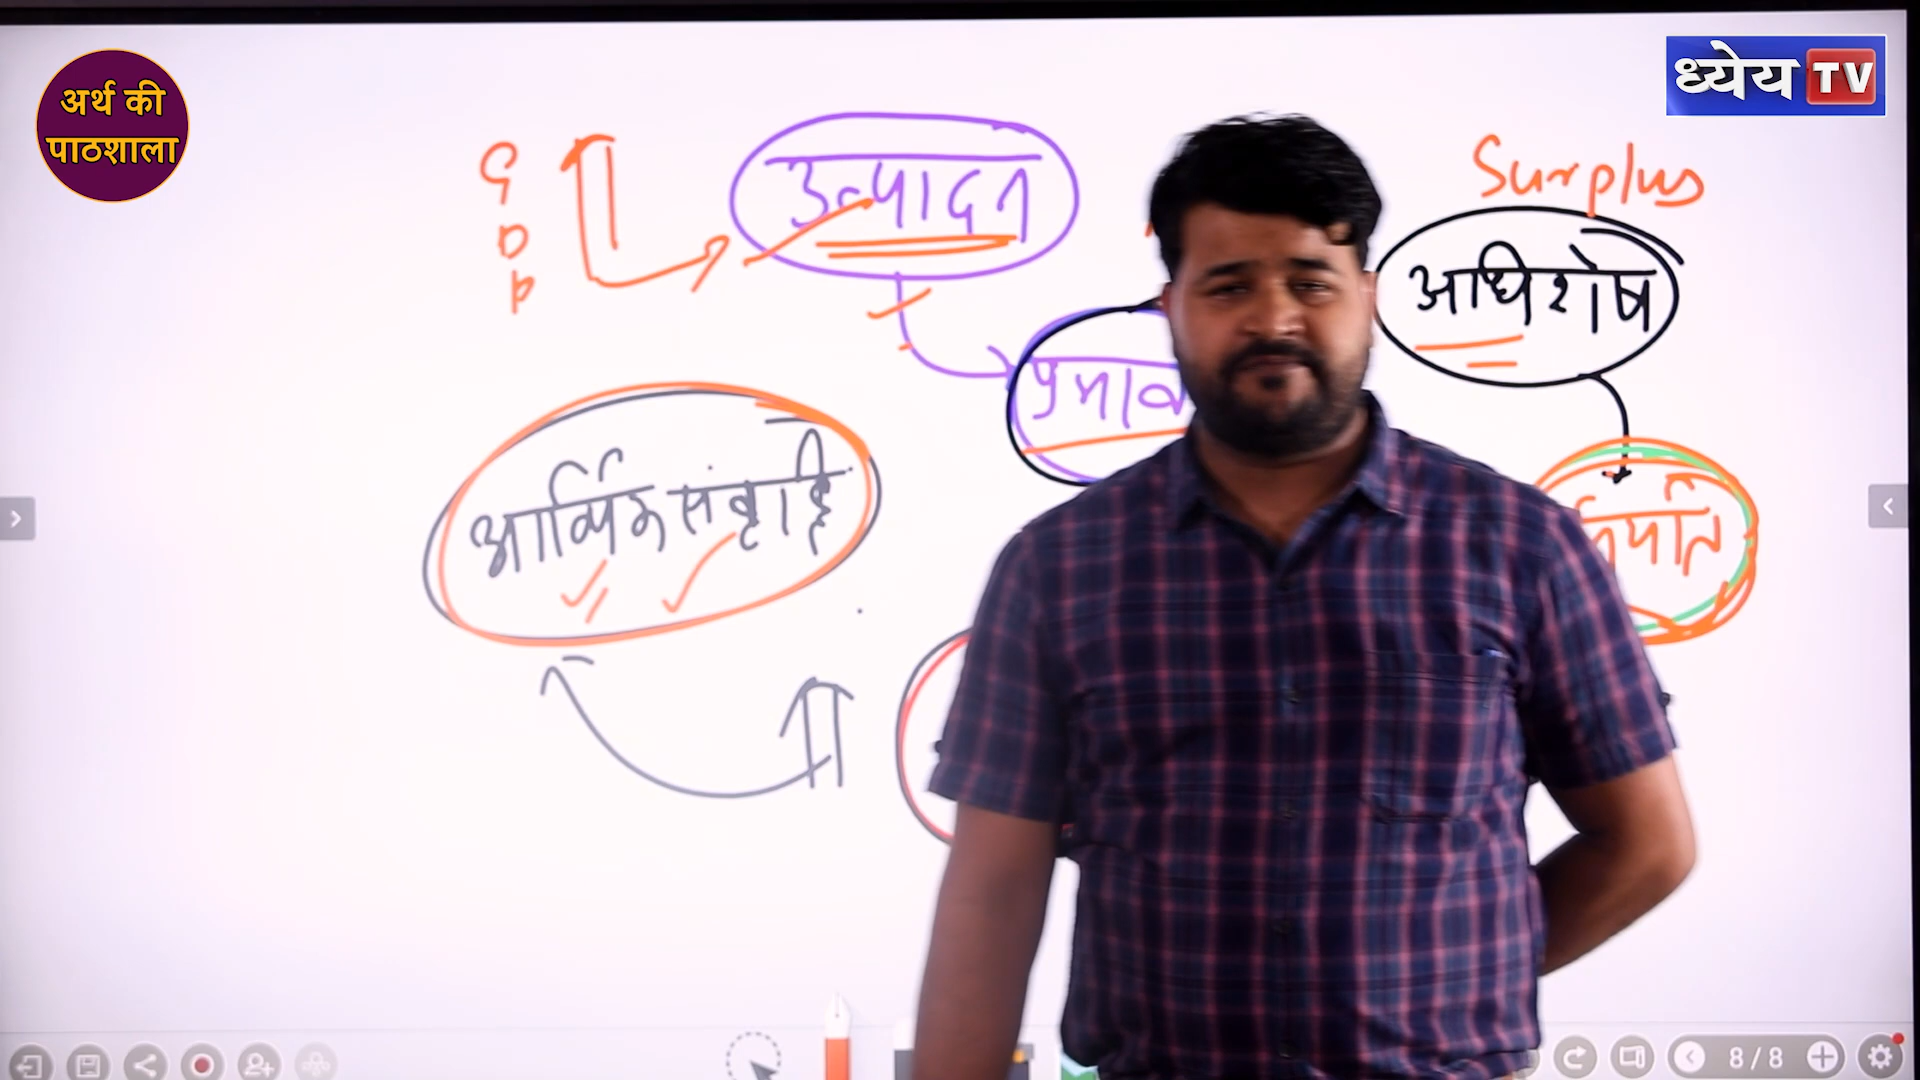 अर्थ की
पाठशाला
ध्येय TV
G
D
P
उत्पादन
Surplus
अधिशेष
आर्थिक संवृद्धि
8/8